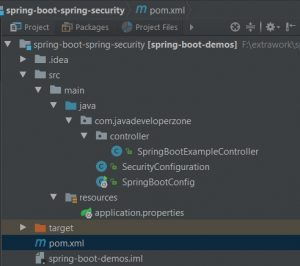 spring-boot-spring-security pom.xml
Project Packages Project Files
spring-boot-spring-security [spring-boot-demos] F:\extrawork\s
.idea
src
main
java
com.javadeveloperzone
controller
SpringBootExampleController
SecurityConfiguration
SpringBootConfig
resources
application.properties
target
pom.xml
spring-boot-demos.iml